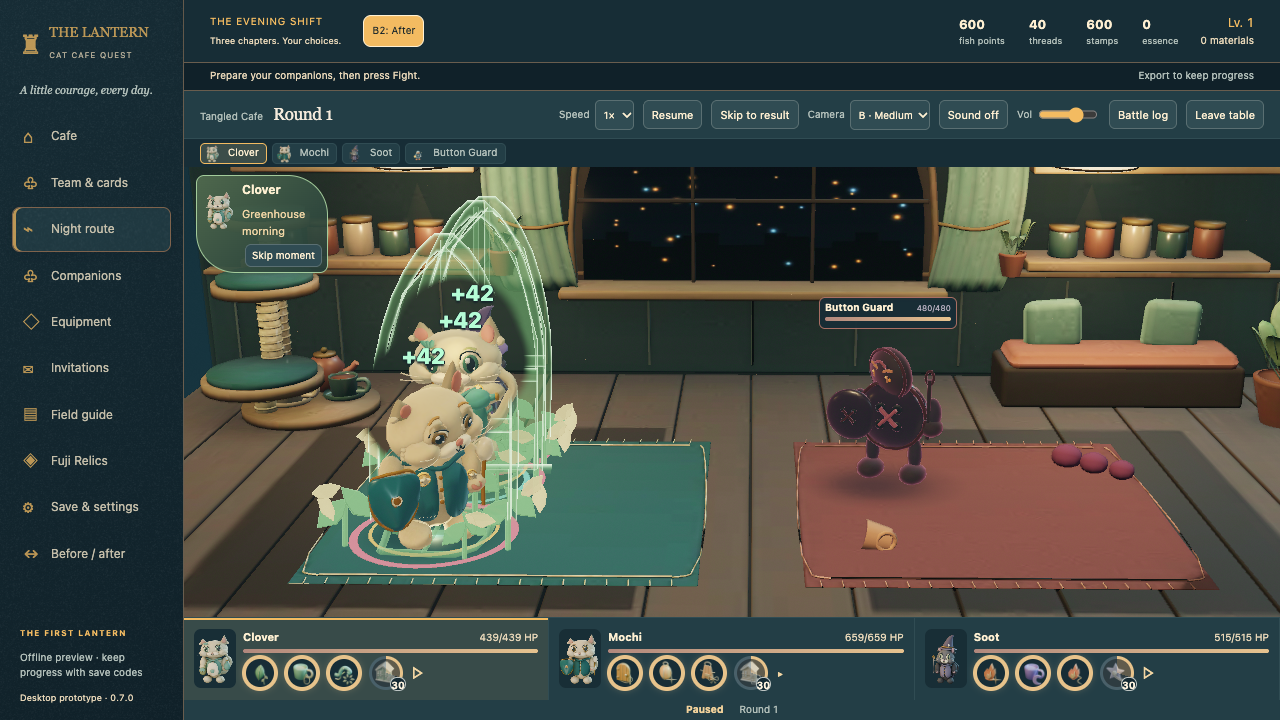 THE LANTERN
CAT CAFE QUEST
A little courage, every day.
Cafe
Team & cards
Night route
Companions
Equipment
Invitations
Field guide
Fuji Relics
Save & settings
Before / after
THE FIRST LANTERN
Offline preview · keep
progress with save codes
Desktop prototype · 0.7.0
THE EVENING SHIFT
Three chapters. Your choices.
B2: After
600
fish points
40
threads
600
stamps
0
essence
Lv. 1
0 materials
Prepare your companions, then press Fight.
Export to keep progress
Tangled Cafe
Round 1
Speed
1x
Resume
Skip to result
Camera
B · Medium
Sound off
Vol
Battle log
Leave table
Clover
Mochi
Soot
Button Guard
Clover
Greenhouse
morning
Skip moment
+42
+42
+42
Button Guard
480/480
Clover
439/439 HP
30
Mochi
659/659 HP
30
Soot
515/515 HP
30
Paused
Round 1